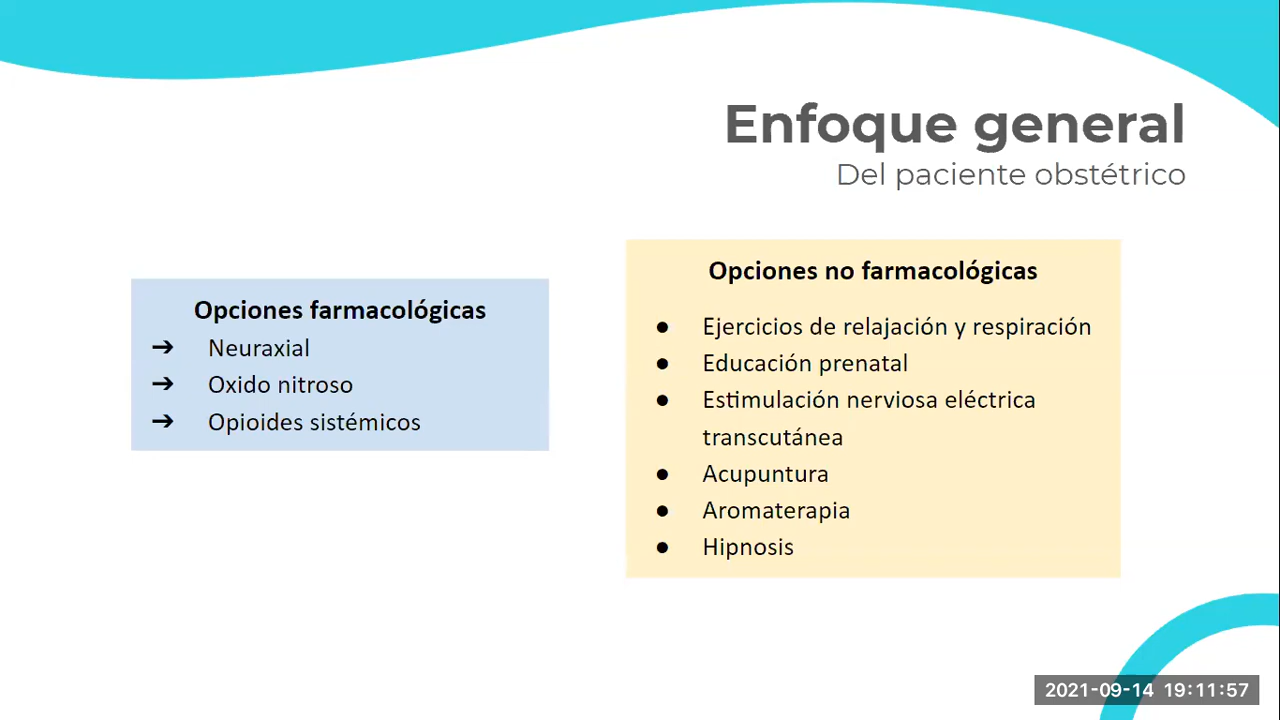 Enfoque general
Del paciente obstétrico
Opciones farmacológicas
➔ Neuraxial
➔ Oxido nitroso
➔ Opioides sistémicos
Opciones no farmacológicas
● Ejercicios de relajación y respiración
● Educación prenatal
● Estimulación nerviosa eléctrica
transcutánea
● Acupuntura
● Aromaterapia
● Hipnosis
2021-09-14 19:11:57